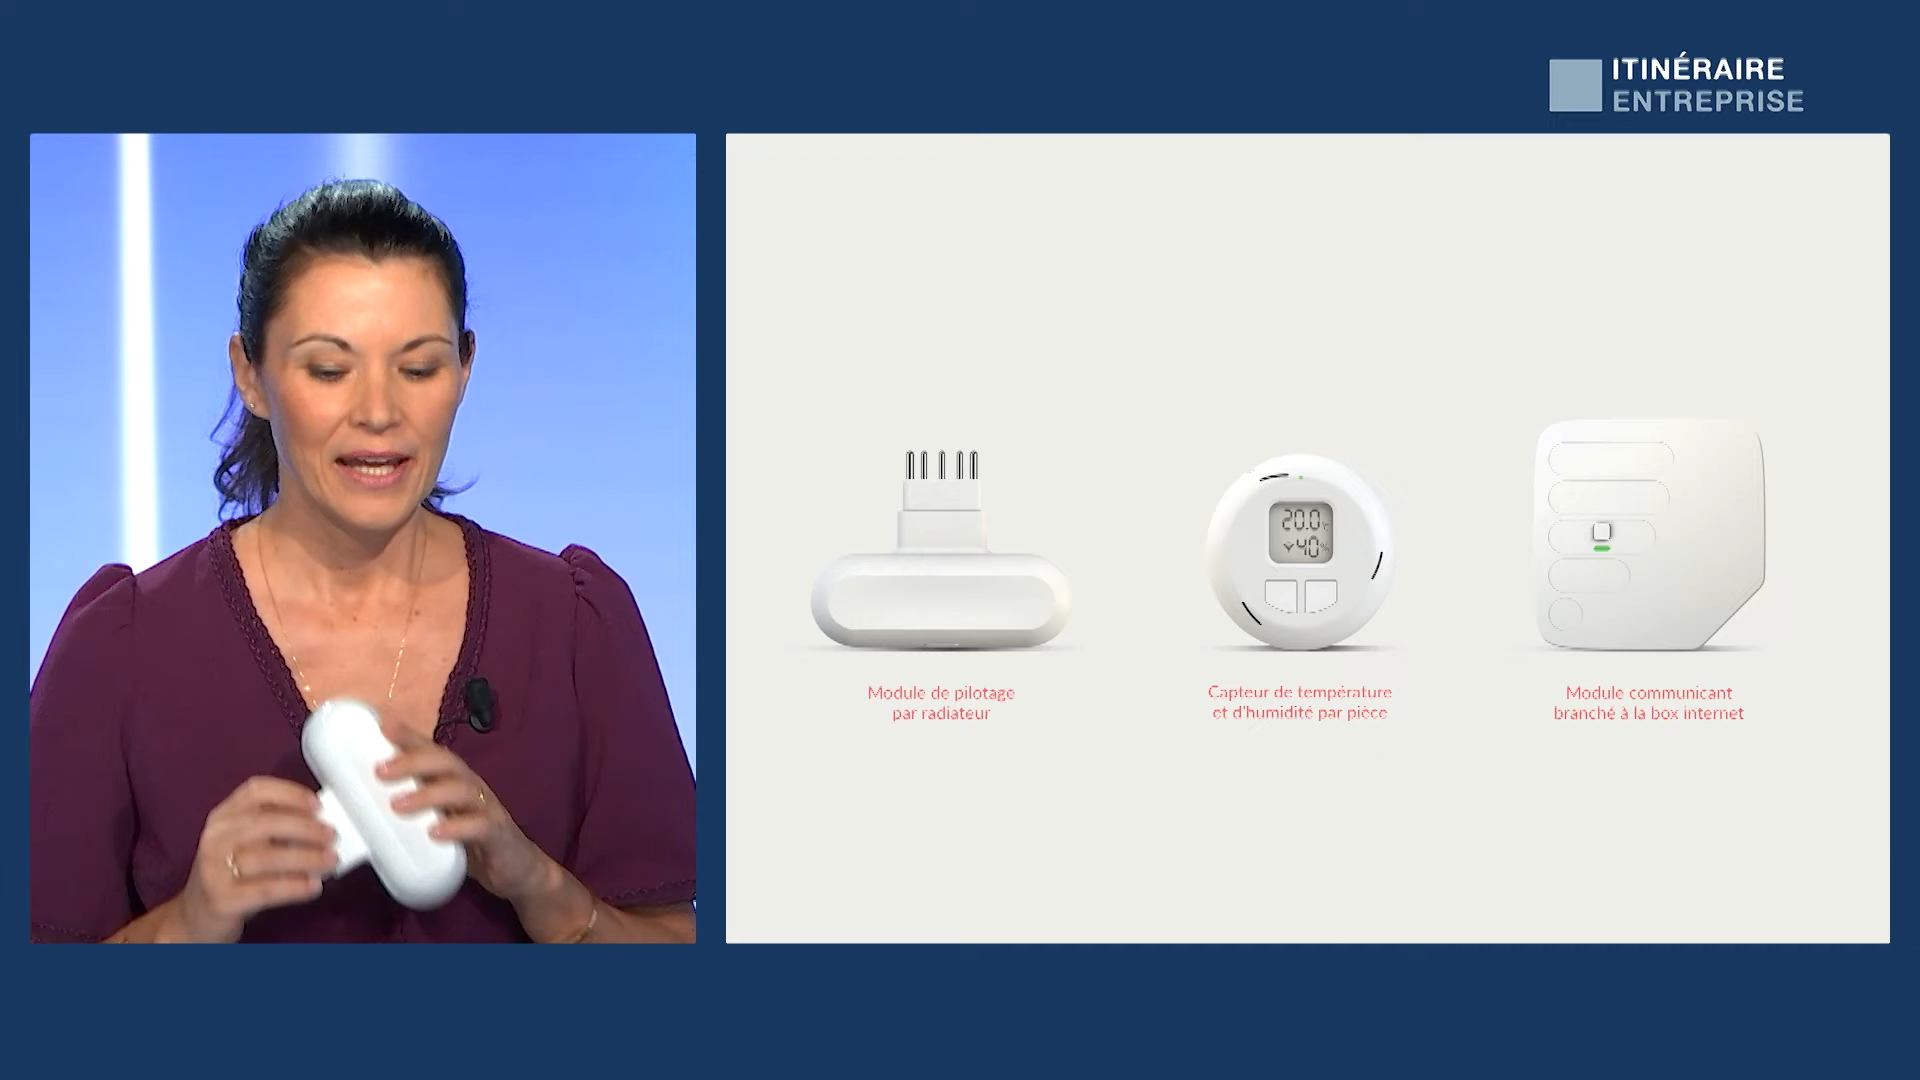 ITINÉRAIRE
ENTREPRISE
20.0
40
Module de pilotage
par radiateur
Capteur de température
et d'humidité par pièce
Module communicant
branché à la box internet